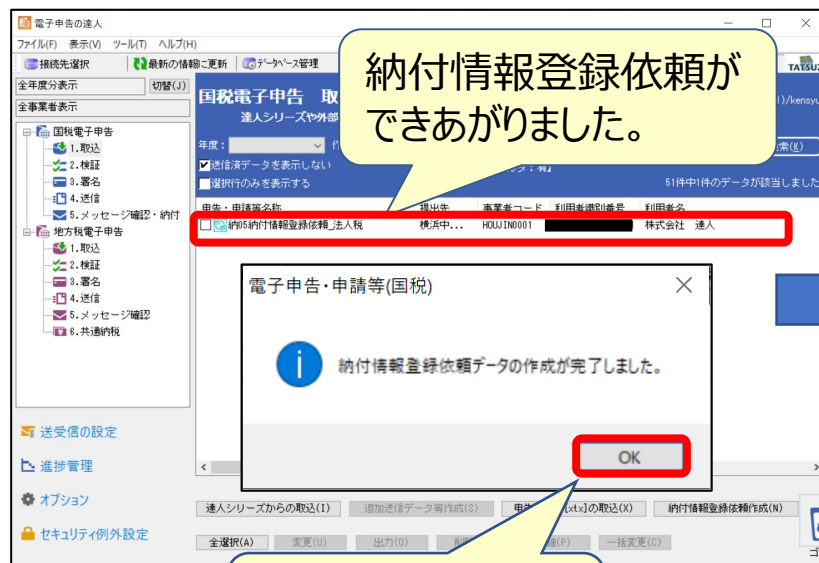 電子申告の達人
ファイル(F) 表示(V) ツール(T) ヘルプ(H)
接続先選択 最新の情報に更新 データベース管理
TATSUZ
全年度分表示 切替(J)
全事業者表示
国税電子申告
1.取込
2.検証
3.署名
4.送信
5.メッセージ確認・納付
地方税電子申告
1.取込
2.検証
3.署名
4.送信
5.メッセージ確認
6.共通納税
送受信の設定
進捗管理
オプション
セキュリティ例外設定
納付情報登録依頼が
できあがりました。
国税電子申告 取
)/kensyu
達人シリーズや外部
年度:
索(K)
送信済データを表示しない
タ:有】
選択行のみを表示する
51件中1件のデータが該当しました
申告・申請等名称 提出先 事業者コード 利用者識別番号 利用者名
納05納付情報登録依頼_法人税 横浜中... HOUJIN0001 株式会社 達人
電子申告・申請等(国税)
納付情報登録依頼データの作成が完了しました。
OK
達人シリーズからの取込(I) 追加送信データ等作成(S) [xtx]の取込(X) 納付情報登録依頼作成(N)
全選択(A) 変更(U) 出力(O) (P) 一括変更(C)